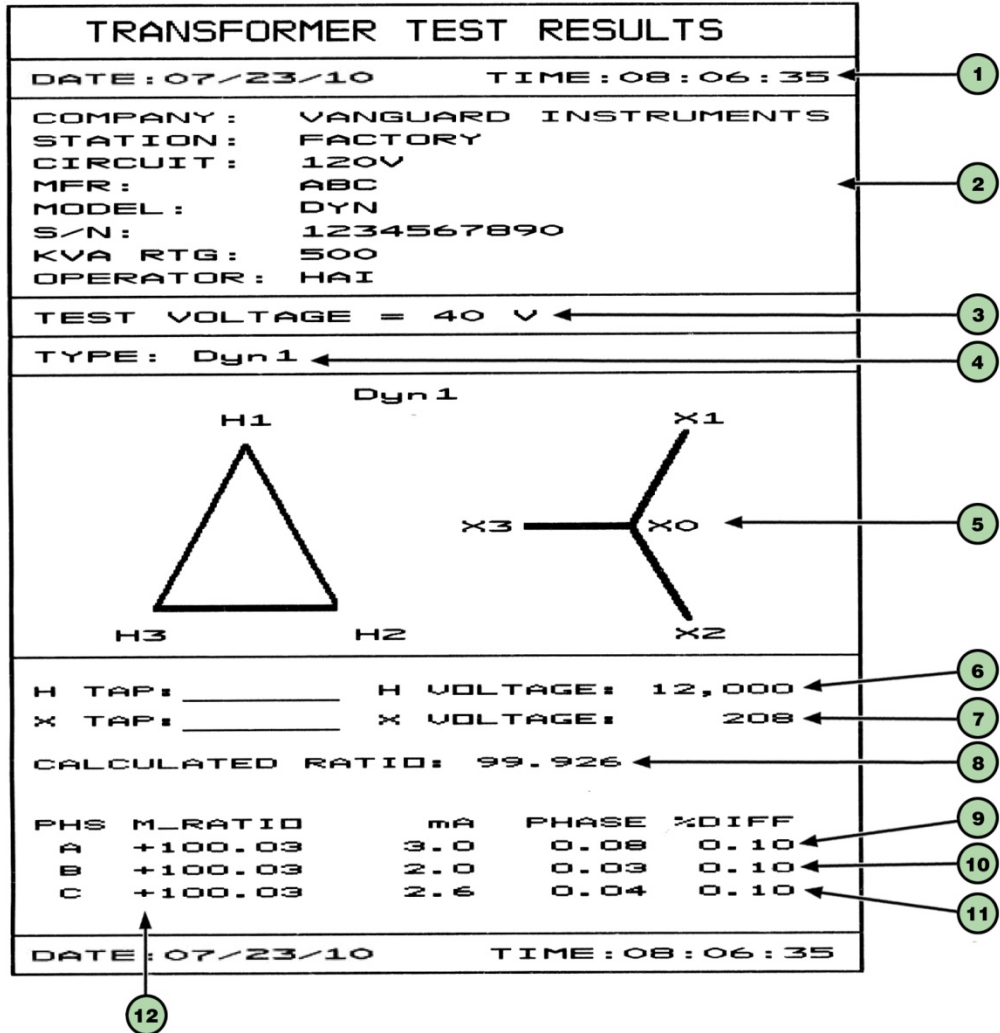 TRANSFORMER TEST RESULTS
DATE:07/23/10 TIME:08:06:35
1
COMPANY: VANGUARD INSTRUMENTS
STATION: FACTORY
CIRCUIT: 120V
MFR: ABC
MODEL: DYN
S/N: 1234567890
KVA RTG: 500
OPERATOR: HAI
2
TEST VOLTAGE = 40 V
3
TYPE: Dyn1
4
Dyn1
H1
X1
X3
X0
5
H3
H2
X2
H TAP: H VOLTAGE: 12,000
6
X TAP: X VOLTAGE: 208
7
CALCULATED RATIO: 99.926
8
PHS M_RATIO mA PHASE %DIFF
A +100.03 3.0 0.08 0.10
9
B +100.03 2.0 0.03 0.10
10
C +100.03 2.6 0.04 0.10
11
DATE:07/23/10 TIME:08:06:35
12